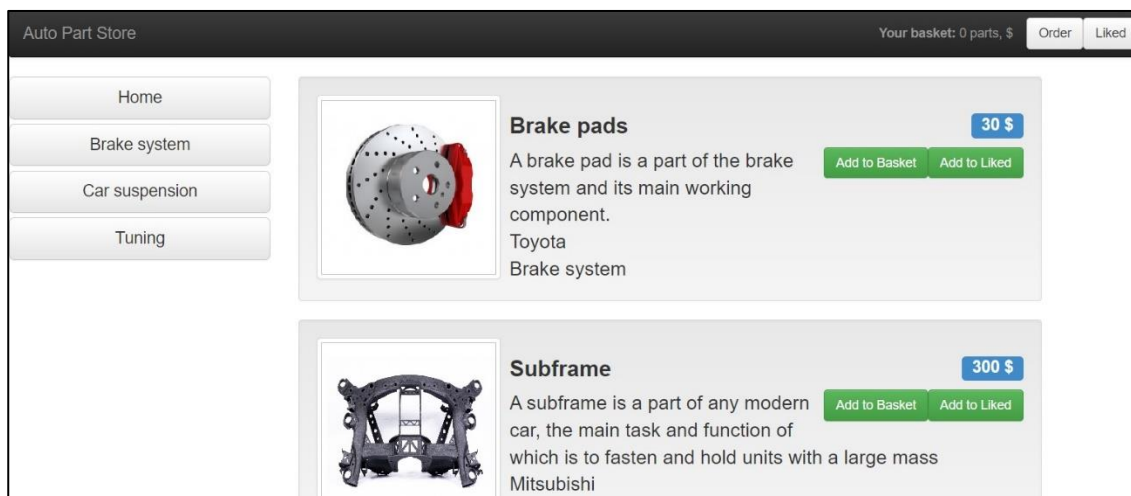 Auto Part Store
Your basket: 0 parts, $
Order
Liked
Home
Brake system
Car suspension
Tuning
Brake pads
30 $
A brake pad is a part of the brake
system and its main working
component.
Toyota
Brake system
Add to Basket
Add to Liked
Subframe
300 $
A subframe is a part of any modern
car, the main task and function of
which is to fasten and hold units with a large mass
Mitsubishi
Add to Basket
Add to Liked